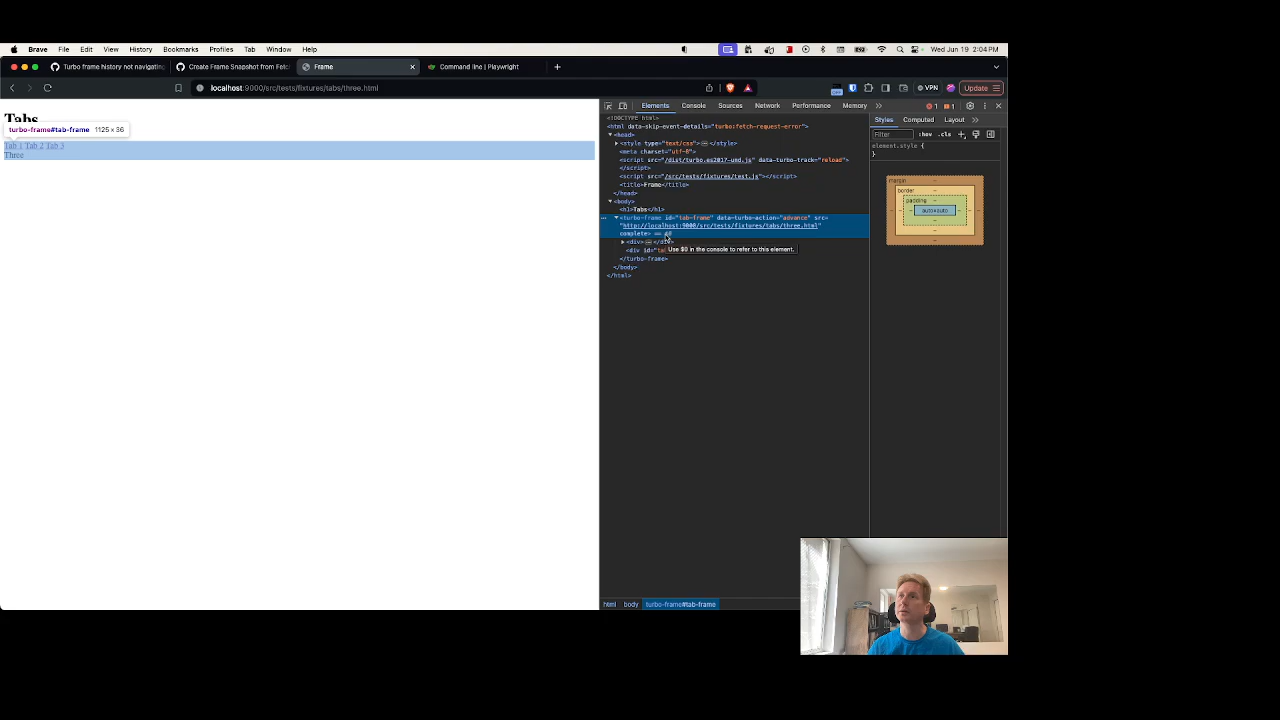 Brave File Edit View History Bookmarks Profiles Tab Window Help Wed Jun 19 2:04 PM
Turbo frame history not navigating Create Frame Snapshot from Fetc Frame Command line | Playwright
localhost:9000/src/tests/fixtures/tabs/three.html VPN Update
Tabs
turbo-frame#tab-frame 1125 × 36
Tab 1 Tab 2 Tab 3
Three
Elements Console Sources Network Performance Memory 1 1
<!DOCTYPE html>
<html data-skip-event-details="turbo:fetch-request-error">
<head>
<style type="text/css">…</style>
<meta charset="utf-8">
<script src="/dist/turbo.es2017-umd.js" data-turbo-track="reload">
</script>
<script src="/src/tests/fixtures/test.js"></script>
<title>Frame</title>
</head>
<body>
<h1>Tabs</h1>
<turbo-frame id="tab-frame" data-turbo-action="advance" src=
"http://localhost:9000/src/tests/fixtures/tabs/three.html"
complete> == $0
<div>…</div>
Use $0 in the console to refer to this element.
<div id="
</turbo-frame>
</body>
</html>
html body turbo-frame#tab-frame
Styles Computed Layout
Filter :hov .cls
element.style {
}
margin
border
padding
auto×auto